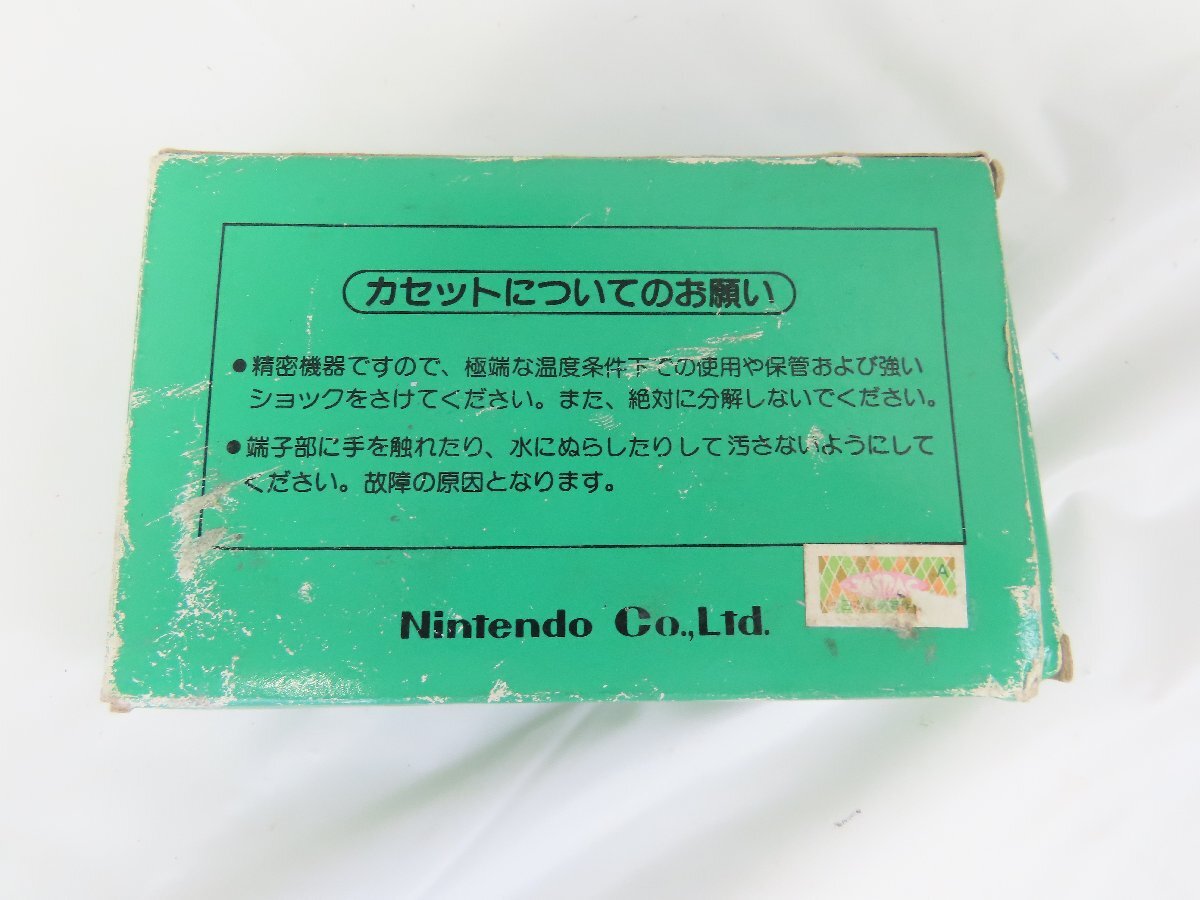 カセットについてのお願い
●精密機器ですので、極端な温度条件下での使用や保管および強い
ショックをさけてください。また、絶対に分解しないでください。
●端子部に手を触れたり、水にぬらしたりして汚さないようにして
ください。故障の原因となります。
A
Nintendo Co.,Ltd.